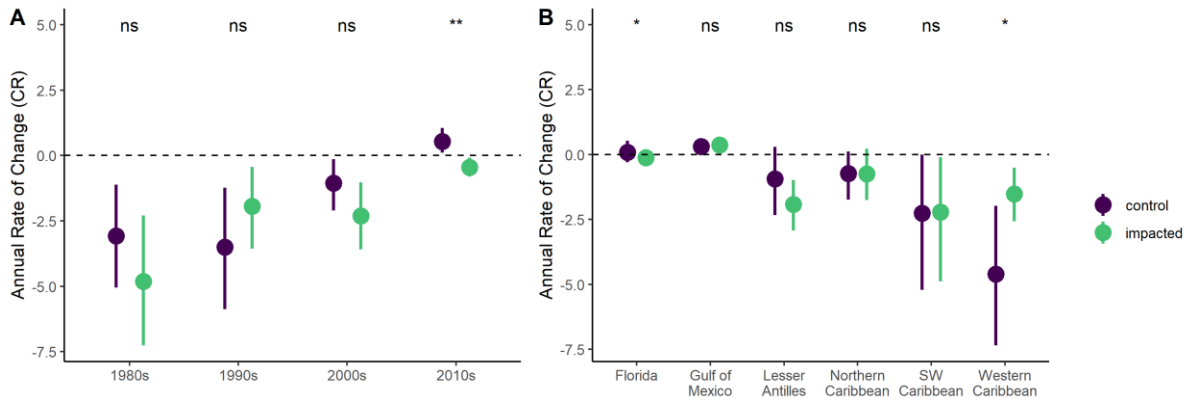 A
ns
ns
ns
**
5.0
2.5
0.0
-2.5
-5.0
-7.5
Annual Rate of Change (CR)
1980s
1990s
2000s
2010s
B
*
ns
ns
ns
ns
*
5.0
2.5
0.0
-2.5
-5.0
-7.5
Annual Rate of Change (CR)
Florida
Gulf of
Mexico
Lesser
Antilles
Northern
Caribbean
SW
Caribbean
Western
Caribbean
control
impacted